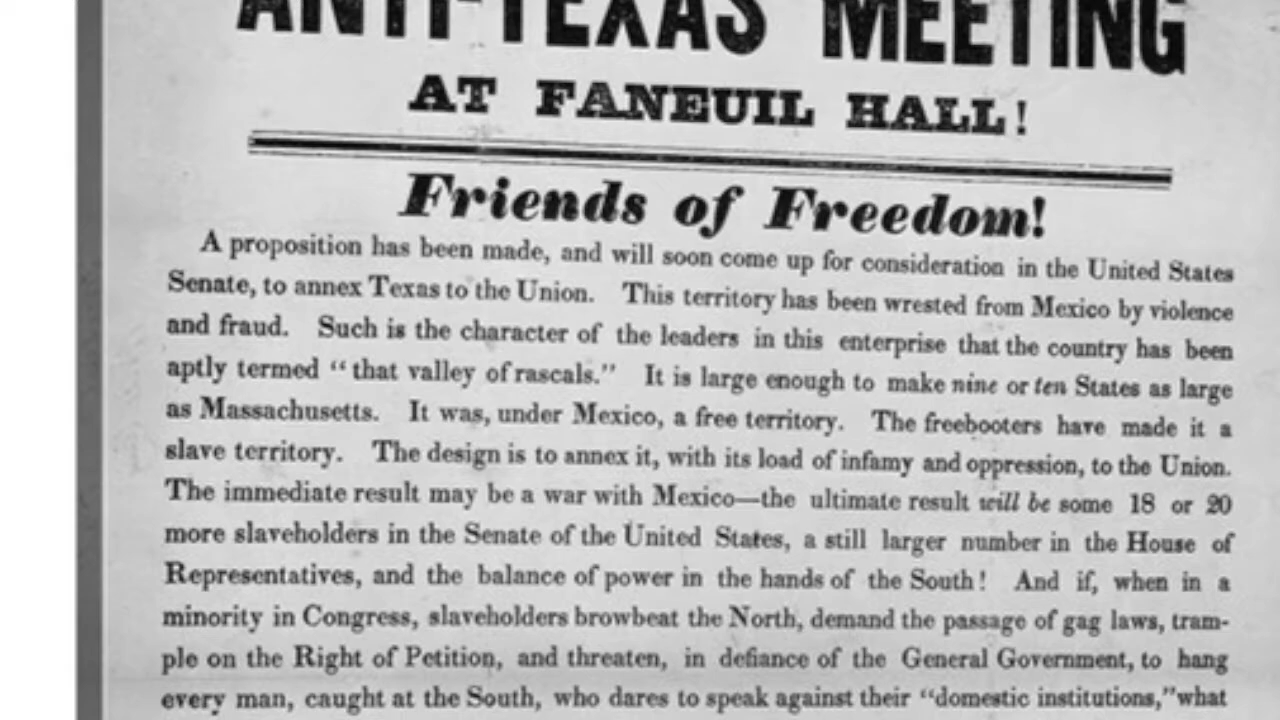 ANTI-TEXAS MEETING
AT FANEUIL HALL!
Friends of Freedom!
A proposition has been made, and will soon come up for consideration in the United States
Senate, to annex Texas to the Union. This territory has been wrested from Mexico by violence
and fraud. Such is the character of the leaders in this enterprise that the country has been
aptly termed "that valley of rascals." It is large enough to make nine or ten States as large
as Massachusetts. It was, under Mexico, a free territory. The freebooters have made it a
slave territory. The design is to annex it, with its load of infamy and oppression, to the Union.
The immediate result may be a war with Mexico—the ultimate result will be some 18 or 20
more slaveholders in the Senate of the United States, a still larger number in the House of
Representatives, and the balance of power in the hands of the South! And if, when in a
minority in Congress, slaveholders browbeat the North, demand the passage of gag laws, tram-
ple on the Right of Petition, and threaten, in defiance of the General Government, to hang
every man, caught at the South, who dares to speak against their "domestic institutions,"what